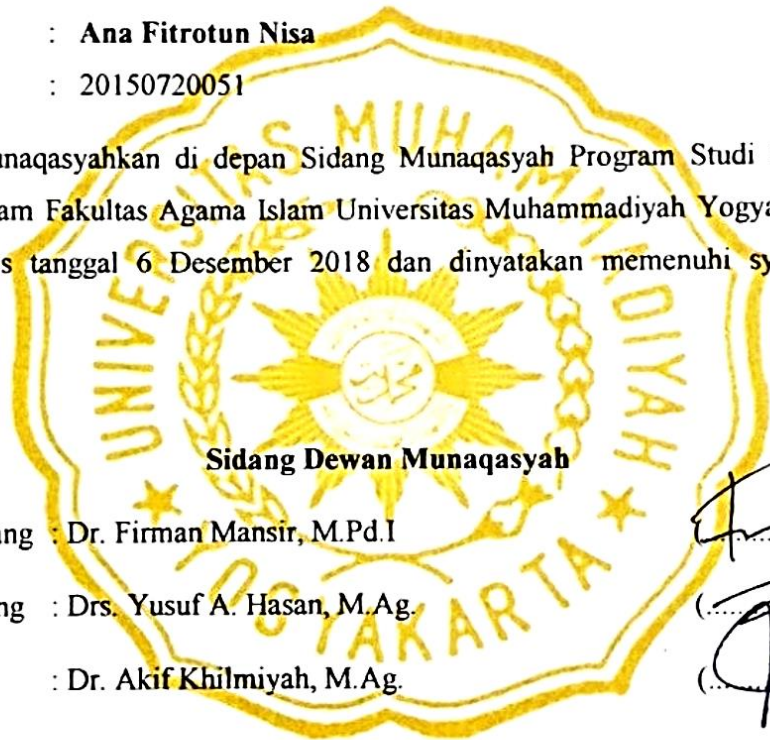 : Ana Fitrotun Nisa
: 20150720051
unaqasyahkan di depan Sidang Munaqasyah Program Studi
am Fakultas Agama Islam Universitas Muhammadiyah Yogya
s tanggal 6 Desember 2018 dan dinyatakan memenuhi sy
UNIVERSITAS MUHAMMADIYAH
YOGYAKARTA
Sidang Dewan Munaqasyah
ang : Dr. Firman Mansir, M.Pd.I (..
ng : Drs. Yusuf A. Hasan, M.Ag. (......
: Dr. Akif Khilmiyah, M.Ag. (....